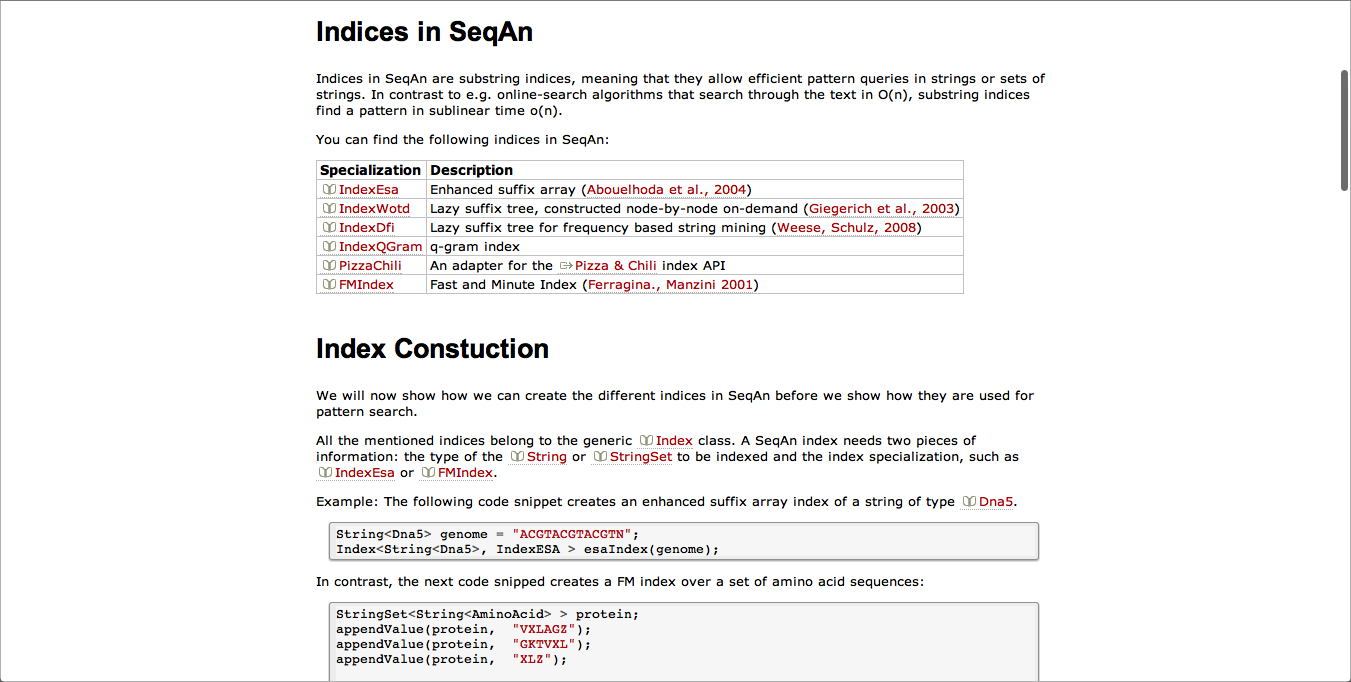 Indices in SeqAn
Indices in SeqAn are substring indices, meaning that they allow efficient pattern queries in strings or sets of
strings. In contrast to e.g. online-search algorithms that search through the text in O(n), substring indices
find a pattern in sublinear time o(n).
You can find the following indices in SeqAn:
Specialization Description
IndexEsa Enhanced suffix array (Abouelhoda et al., 2004)
IndexWotd Lazy suffix tree, constructed node-by-node on-demand (Giegerich et al., 2003)
IndexDfi Lazy suffix tree for frequency based string mining (Weese, Schulz, 2008)
IndexQGram q-gram index
PizzaChili An adapter for the Pizza & Chili index API
FMIndex Fast and Minute Index (Ferragina., Manzini 2001)
Index Constuction
We will now show how we can create the different indices in SeqAn before we show how they are used for
pattern search.
All the mentioned indices belong to the generic Index class. A SeqAn index needs two pieces of
information: the type of the String or StringSet to be indexed and the index specialization, such as
IndexEsa or FMIndex.
Example: The following code snippet creates an enhanced suffix array index of a string of type Dna5.
String<Dna5> genome = "ACGTACGTACGTN";
Index<String<Dna5>, IndexESA > esaIndex(genome);
In contrast, the next code snipped creates a FM index over a set of amino acid sequences:
StringSet<String<AminoAcid> > protein;
appendValue(protein, "VXLAGZ");
appendValue(protein, "GKTVXL");
appendValue(protein, "XLZ");